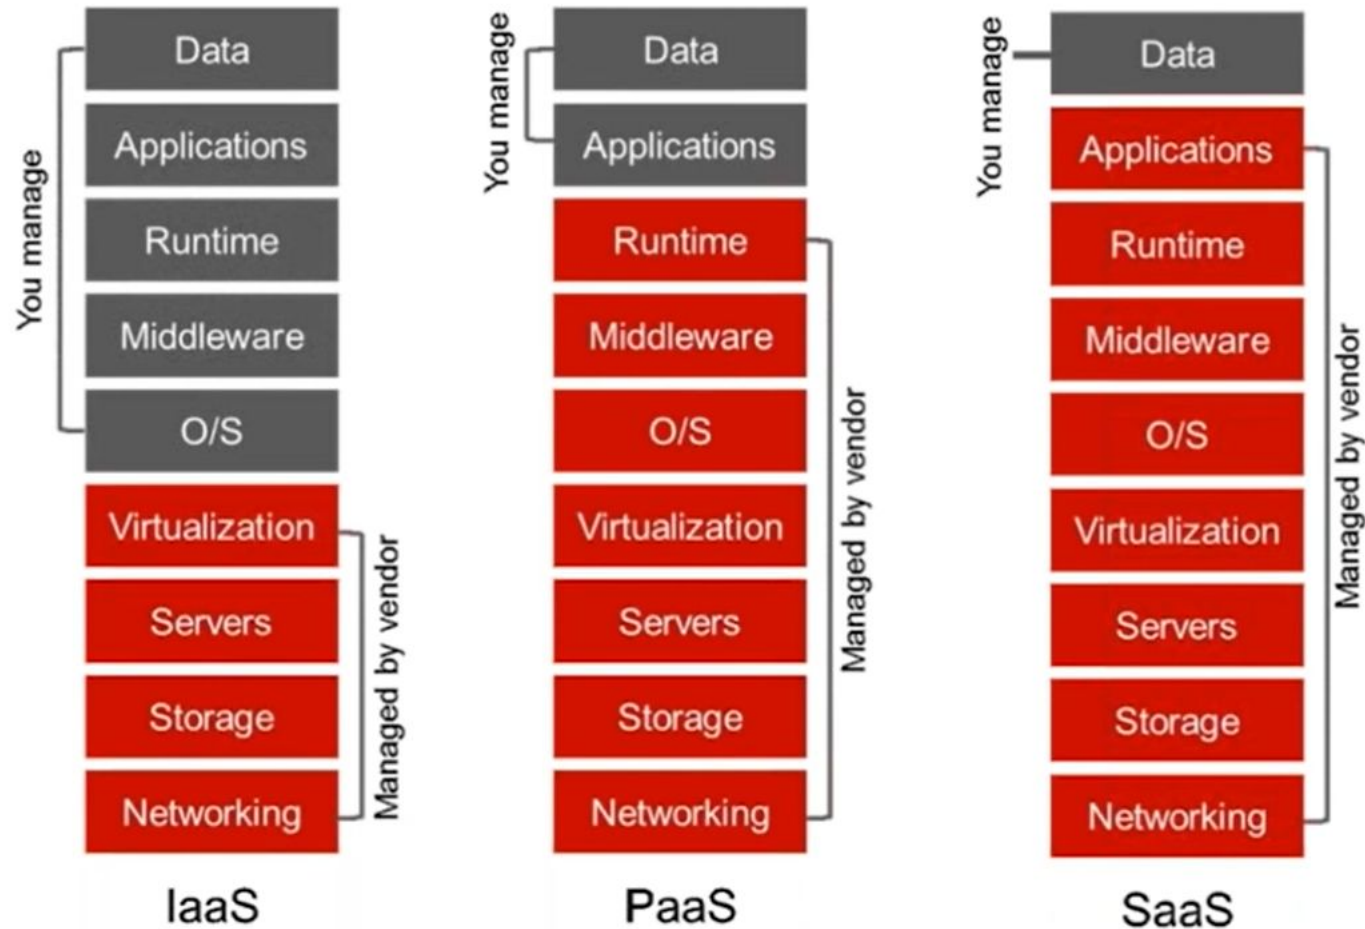 You manage
Data
Applications
Runtime
Middleware
O/S
Virtualization
Servers
Storage
Networking
Managed by vendor
IaaS
You manage
Data
Applications
Runtime
Middleware
O/S
Virtualization
Servers
Storage
Networking
Managed by vendor
PaaS
You manage
Data
Applications
Runtime
Middleware
O/S
Virtualization
Servers
Storage
Networking
Managed by vendor
SaaS